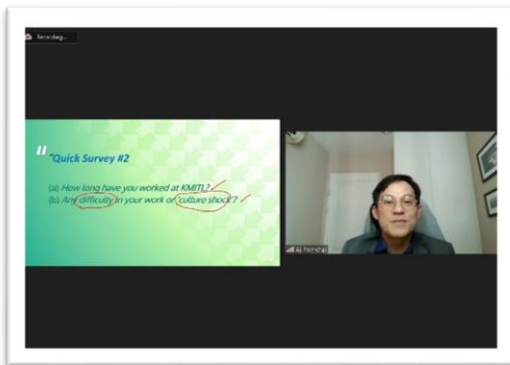 Recording...
"Quick Survey #2
(a) How long have you worked at KMITL?
(b) Any difficulty in your work or 'culture shock'?